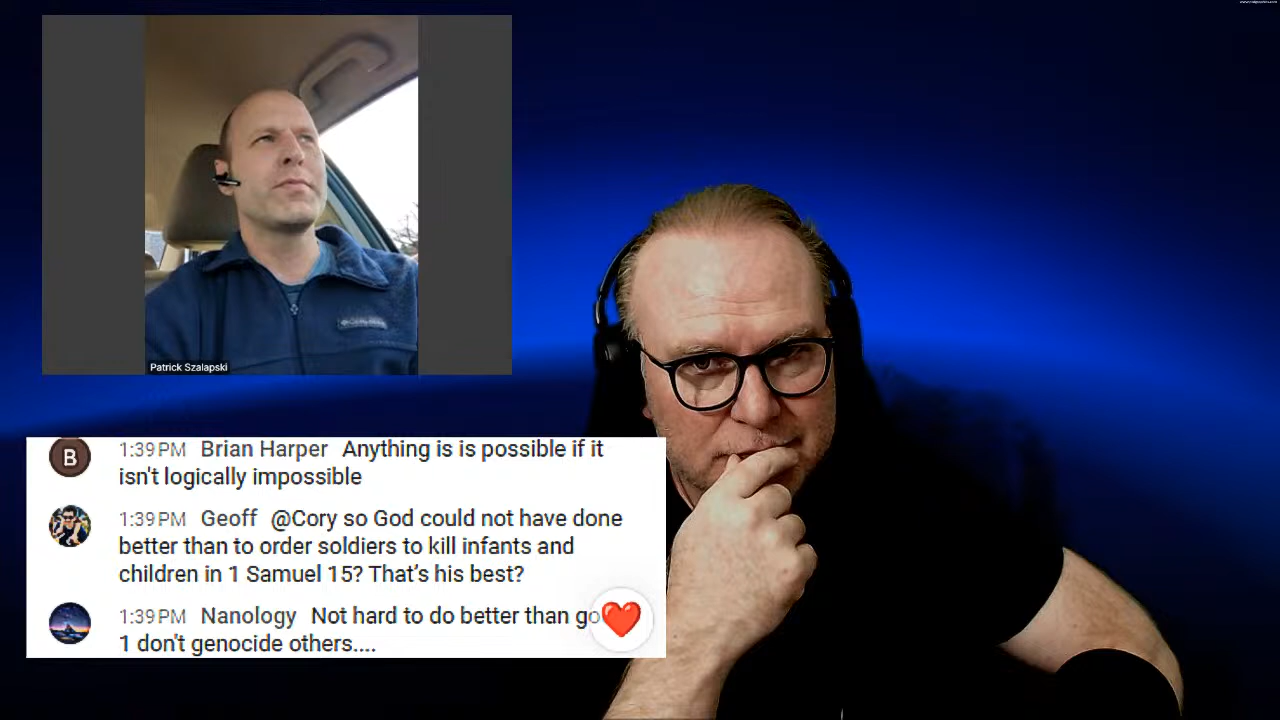 Patrick Szalapski
B 1:39 PM Brian Harper Anything is is possible if it
isn't logically impossible
1:39 PM Geoff @Cory so God could not have done
better than to order soldiers to kill infants and
children in 1 Samuel 15? That's his best?
1:39 PM Nanology Not hard to do better than go
1 don't genocide others....